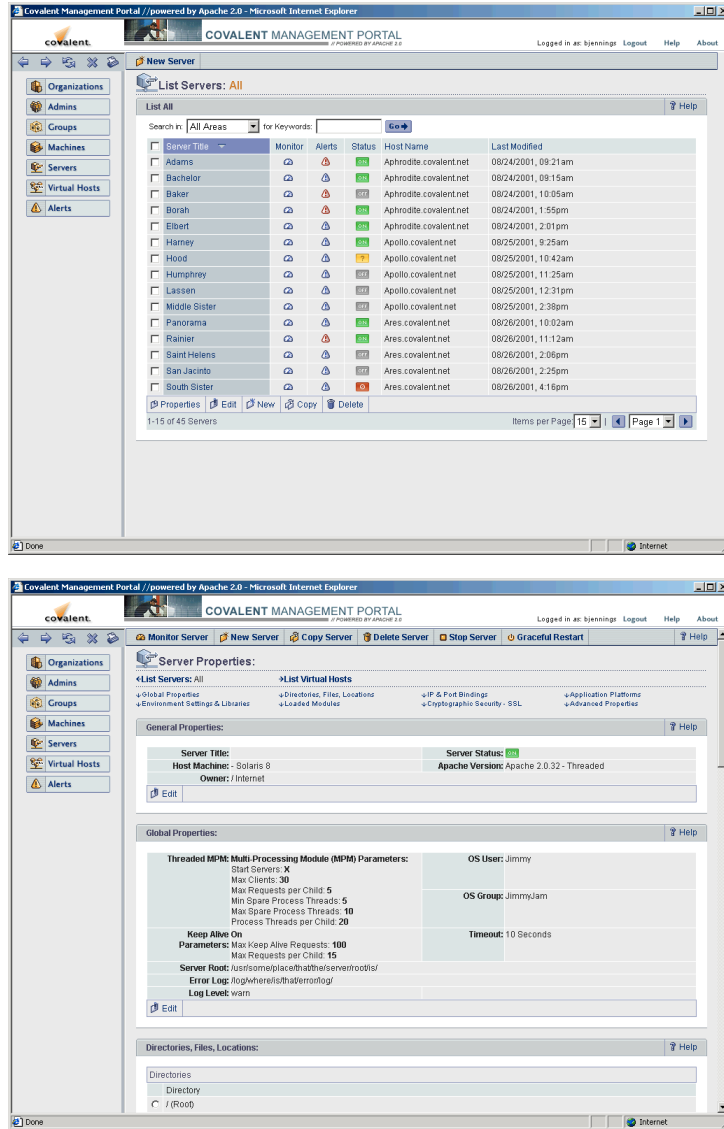 Covalent Management Portal //powered by Apache 2.0 - Microsoft Internet Explorer
covalent.
COVALENT MANAGEMENT PORTAL
// POWERED BY APACHE 2.0
Logged in as: bjennings Logout Help About
New Server
Organizations
Admins
Groups
Machines
Servers
Virtual Hosts
Alerts
List Servers: All
List All Help
Search in: All Areas for Keywords: Go
Server Title Monitor Alerts Status Host Name Last Modified
Adams ON Aphrodite.covalent.net 08/24/2001, 09:21am
Bachelor ON Aphrodite.covalent.net 08/24/2001, 09:15am
Baker OFF Aphrodite.covalent.net 08/24/2001, 10:05am
Borah ON Aphrodite.covalent.net 08/24/2001, 1:55pm
Elbert ON Aphrodite.covalent.net 08/24/2001, 2:01pm
Harney ON Apollo.covalent.net 08/25/2001, 9:25am
Hood ? Apollo.covalent.net 08/25/2001, 10:42am
Humphrey OFF Apollo.covalent.net 08/25/2001, 11:25am
Lassen OFF Apollo.covalent.net 08/25/2001, 12:31pm
Middle Sister OFF Apollo.covalent.net 08/25/2001, 2:38pm
Panorama ON Ares.covalent.net 08/26/2001, 10:02am
Rainier ON Ares.covalent.net 08/26/2001, 11:12am
Saint Helens OFF Ares.covalent.net 08/26/2001, 2:06pm
San Jacinto OFF Ares.covalent.net 08/26/2001, 2:25pm
South Sister Ares.covalent.net 08/26/2001, 4:16pm
Properties Edit New Copy Delete
1-15 of 45 Servers Items per Page: 15 | Page 1
Done Internet
Covalent Management Portal //powered by Apache 2.0 - Microsoft Internet Explorer
covalent.
COVALENT MANAGEMENT PORTAL
// POWERED BY APACHE 2.0
Logged in as: bjennings Logout Help About
Monitor Server New Server Copy Server Delete Server Stop Server Graceful Restart Help
Organizations
Admins
Groups
Machines
Servers
Virtual Hosts
Alerts
Server Properties:
List Servers: All List Virtual Hosts
Global Properties Directories, Files, Locations IP & Port Bindings Application Platforms
Environment Settings & Libraries Loaded Modules Cryptographic Security - SSL Advanced Properties
General Properties: Help
Server Title: Server Status: ON
Host Machine: - Solaris 8 Apache Version: Apache 2.0.32 - Threaded
Owner: / Internet
Edit
Global Properties: Help
Threaded MPM: Multi-Processing Module (MPM) Parameters: OS User: Jimmy
Start Servers: X
Max Clients: 30
Max Requests per Child: 5
Min Spare Process Threads: 5 OS Group: JimmyJam
Max Spare Process Threads: 10
Process Threads per Child: 20
Keep Alive Parameters: On Timeout: 10 Seconds
Max Keep Alive Requests: 100
Max Requests per Child: 15
Server Root: /usr/some/place/that/the/server/root/is/
Error Log: /log/where/is/that/error/log/
Log Level: warn
Edit
Directories, Files, Locations: Help
Directories
Directory
/ (Root)
Done Internet